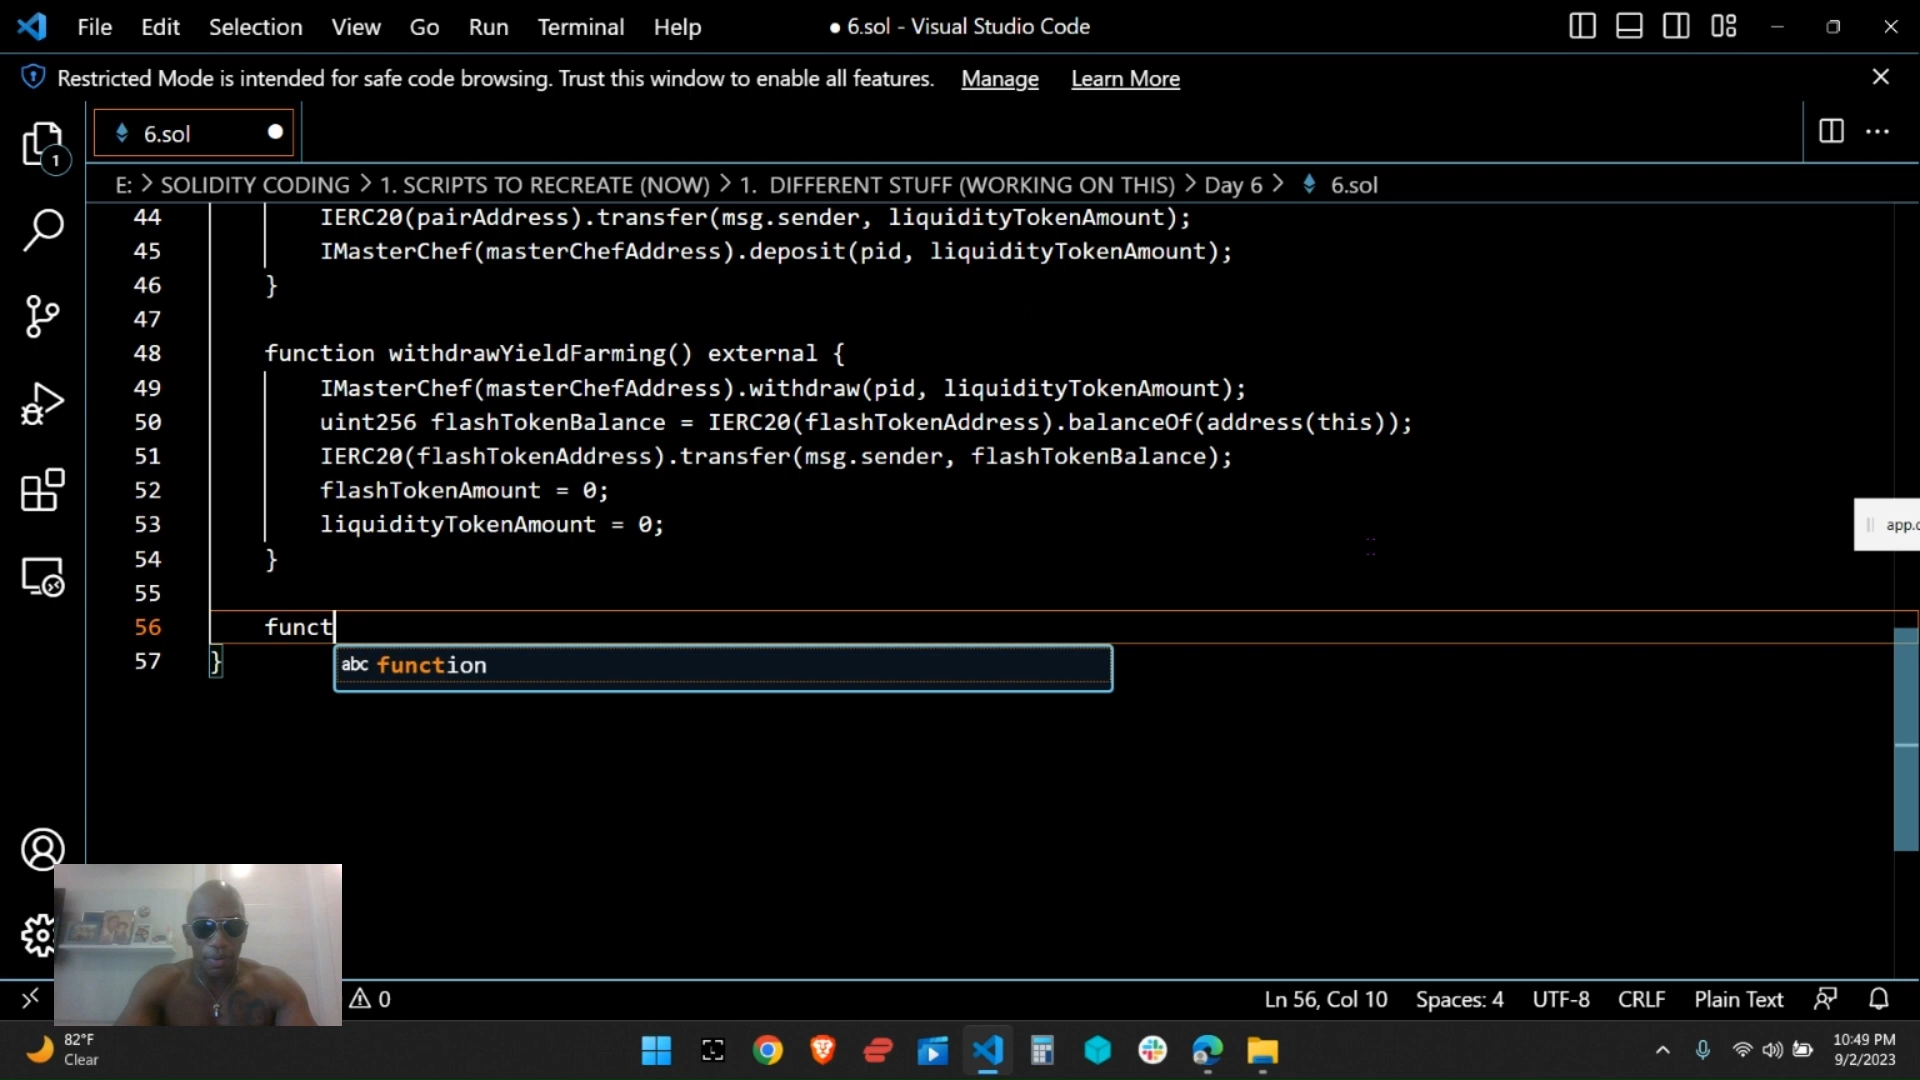 File Edit Selection View Go Run Terminal Help ● 6.sol - Visual Studio Code
Restricted Mode is intended for safe code browsing. Trust this window to enable all features. Manage Learn More
6.sol
1
E: > SOLIDITY CODING > 1. SCRIPTS TO RECREATE (NOW) > 1. DIFFERENT STUFF (WORKING ON THIS) > Day 6 > 6.sol
44 IERC20(pairAddress).transfer(msg.sender, liquidityTokenAmount);
45 IMasterChef(masterChefAddress).deposit(pid, liquidityTokenAmount);
46 }
47
48 function withdrawYieldFarming() external {
49 IMasterChef(masterChefAddress).withdraw(pid, liquidityTokenAmount);
50 uint256 flashTokenBalance = IERC20(flashTokenAddress).balanceOf(address(this));
51 IERC20(flashTokenAddress).transfer(msg.sender, flashTokenBalance);
52 flashTokenAmount = 0;
53 liquidityTokenAmount = 0;
54 }
55
56 funct
57 }
abc function
app.
0
Ln 56, Col 10 Spaces: 4 UTF-8 CRLF Plain Text
82°F
Clear
10:49 PM
9/2/2023